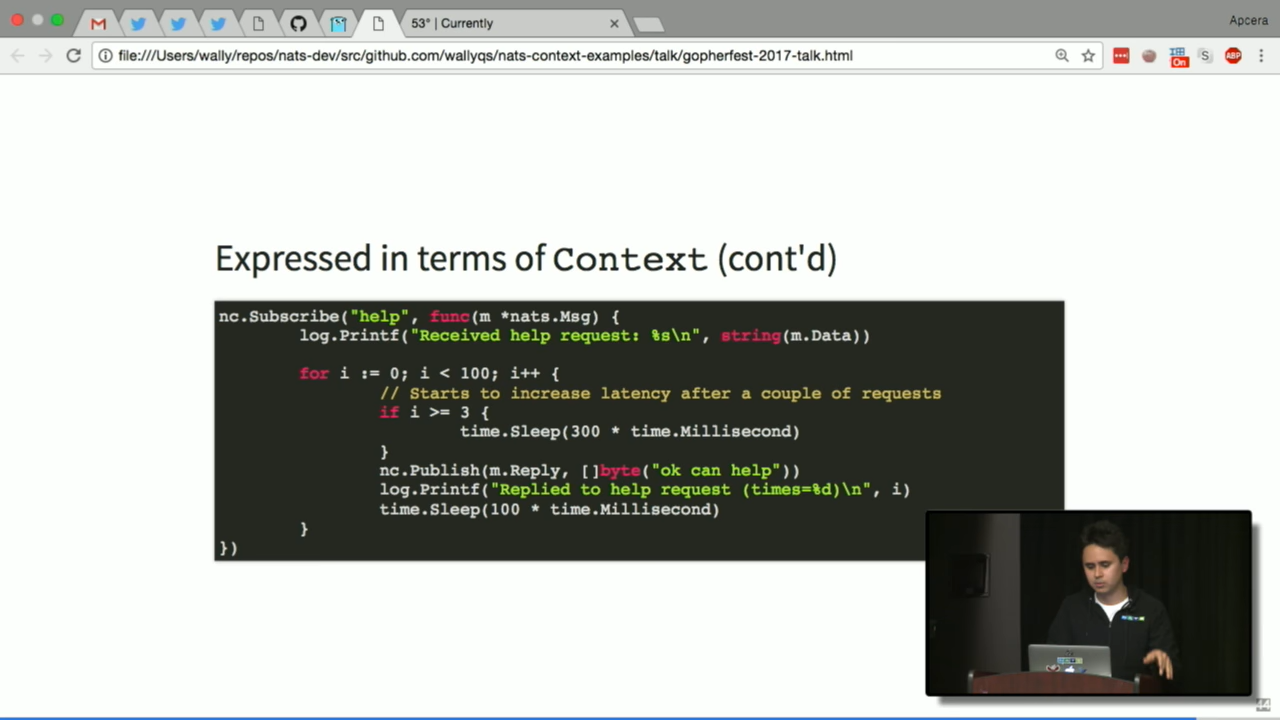 53° | Currently
Apcera
file:///Users/wally/repos/nats-dev/src/github.com/wallyqs/nats-context-examples/talk/gopherfest-2017-talk.html
On
S
ABP
Expressed in terms of Context (cont'd)
nc.Subscribe("help", func(m *nats.Msg) {
log.Printf("Received help request: %s\n", string(m.Data))
for i := 0; i < 100; i++ {
// Starts to increase latency after a couple of requests
if i >= 3 {
time.Sleep(300 * time.Millisecond)
}
nc.Publish(m.Reply, []byte("ok can help"))
log.Printf("Replied to help request (times=%d)\n", i)
time.Sleep(100 * time.Millisecond)
}
})